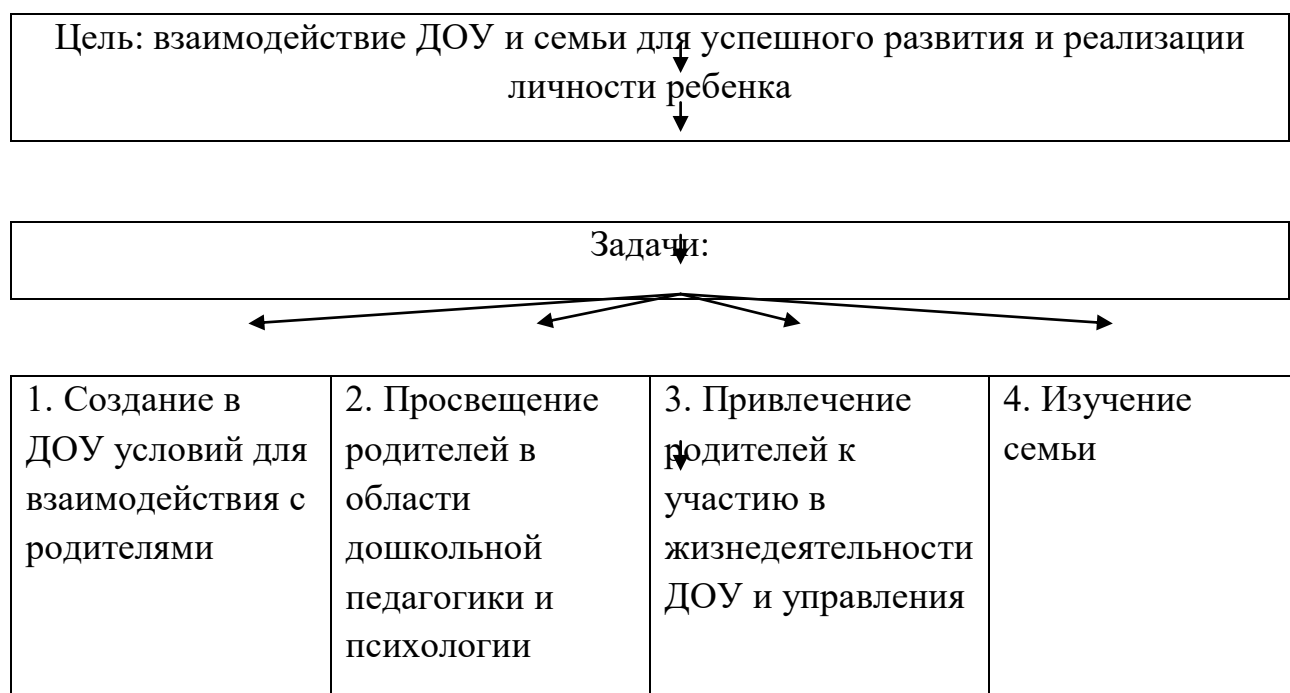 Цель: взаимодействие ДОУ и семьи для успешного развития и реализации
личности ребенка
Задачи:
1. Создание в
ДОУ условий для
взаимодействия с
родителями
2. Просвещение
родителей в
области
дошкольной
педагогики и
психологии
3. Привлечение
родителей к
участию в
жизнедеятельности
ДОУ и управления
4. Изучение
семьи